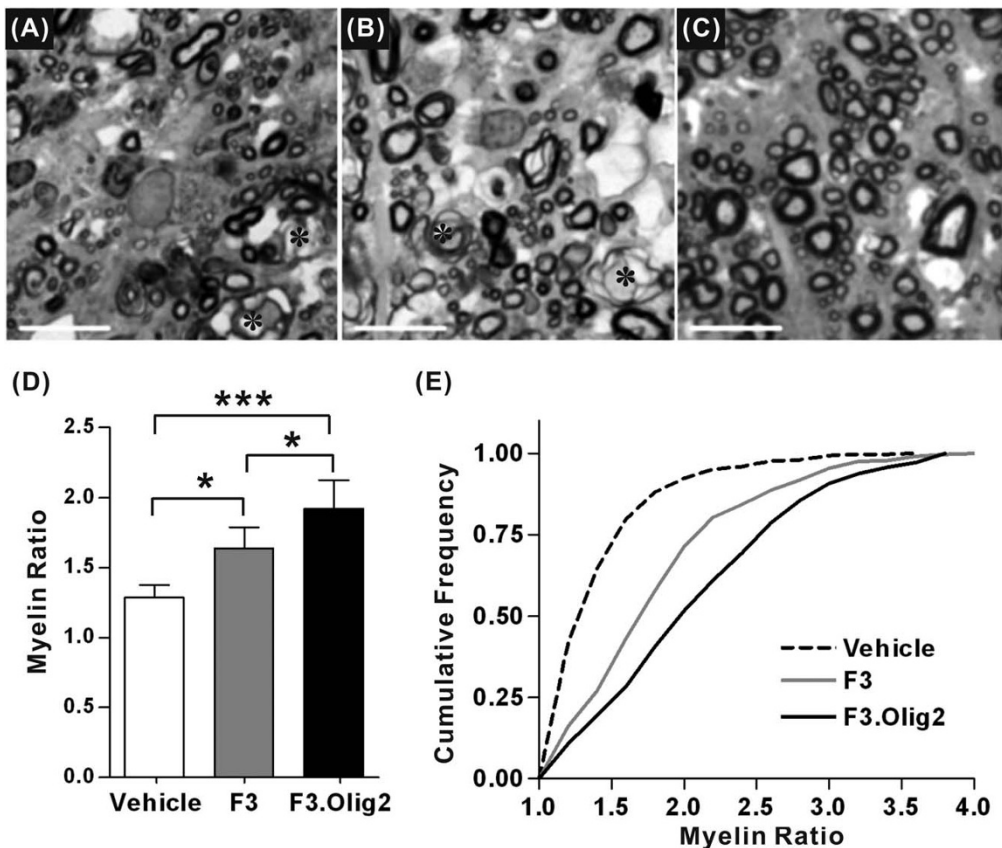 (A) (B) (C)
* * * *
(D)
***
* *
2.5
2.0
1.5
1.0
0.5
0.0
Myelin Ratio
Vehicle F3 F3.Olig2
(E)
1.00
0.75
0.50
0.25
0.00
Cumulative Frequency
Vehicle
F3
F3.Olig2
1.0 1.5 2.0 2.5 3.0 3.5 4.0
Myelin Ratio